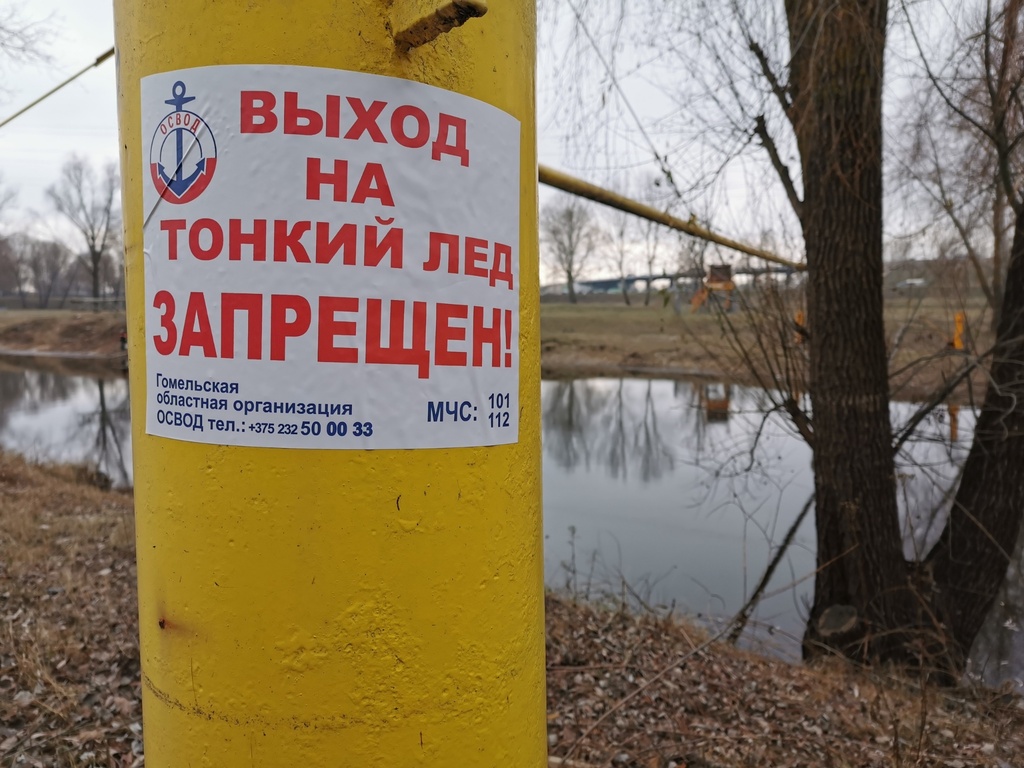 ОСВОД
ВЫХОД
НА
ТОНКИЙ ЛЕД
ЗАПРЕЩЕН!
Гомельская
областная организация
ОСВОД тел.: +375 232 50 00 33
МЧС: 101
112